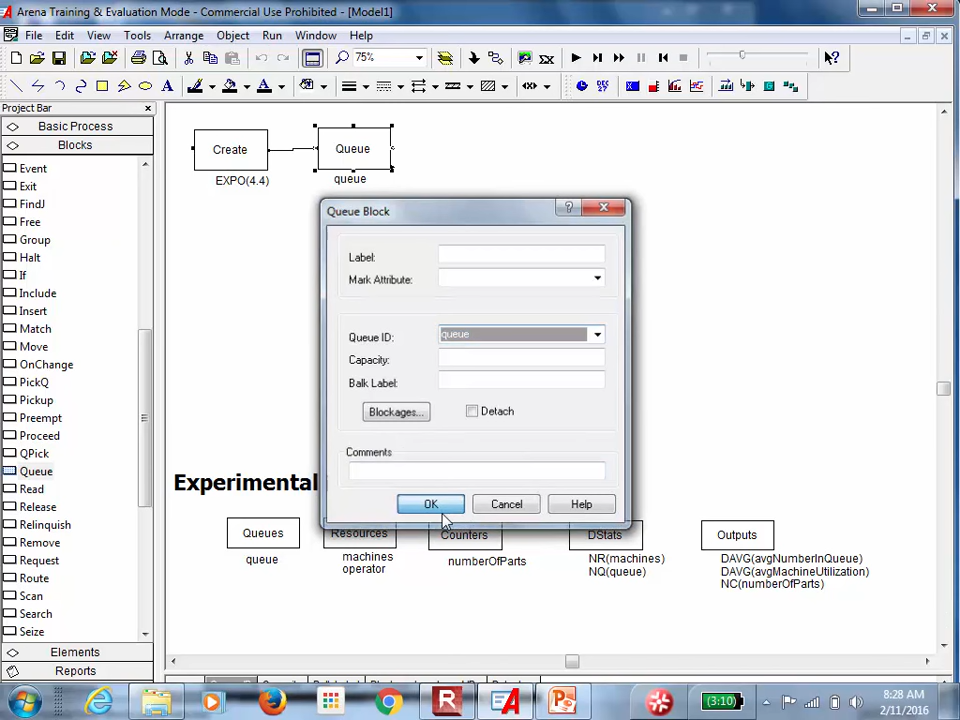 Arena Training & Evaluation Mode - Commercial Use Prohibited - [Model1]
File Edit View Tools Arrange Object Run Window Help
75%
Project Bar
Basic Process
Blocks
Event
Exit
FindJ
Free
Group
Halt
If
Include
Insert
Match
Move
OnChange
PickQ
Pickup
Preempt
Proceed
QPick
Queue
Read
Release
Relinquish
Remove
Request
Route
Scan
Search
Seize
Elements
Reports
Create
EXPO(4.4)
Queue
queue
Queue Block
Label:
Mark Attribute:
Queue ID: queue
Capacity:
Balk Label:
Blockages... Detach
Comments
OK Cancel Help
Experimental
Queues
queue
Resources
machines
operator
Counters
numberOfParts
DStats
NR(machines)
NQ(queue)
Outputs
DAVG(avgNumberInQueue)
DAVG(avgMachineUtilization)
NC(numberOfParts)
(3:10)
8:28 AM
2/11/2016